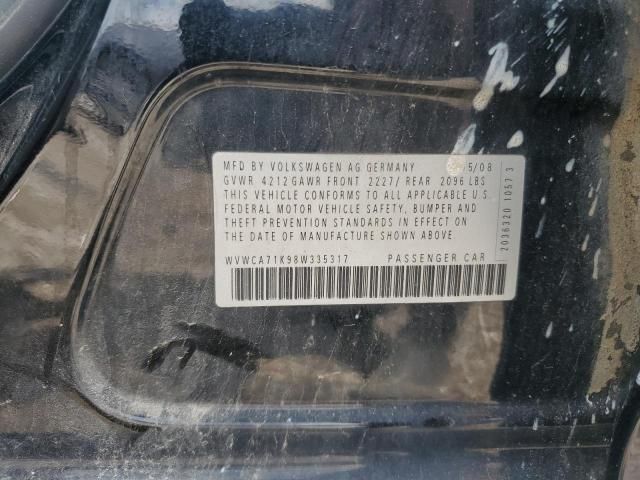 MFD BY VOLKSWAGEN AG GERMANY 5/08
GVWR 4212 GAWR FRONT 2227/ REAR 2096 LBS
THIS VEHICLE CONFORMS TO ALL APPLICABLE U.S.
FEDERAL MOTOR VEHICLE SAFETY, BUMPER AND
THEFT PREVENTION STANDARDS IN EFFECT ON
THE DATE OF MANUFACTURE SHOWN ABOVE.
WVWCA71K98W335317 PASSENGER CAR
2036320 1057 3